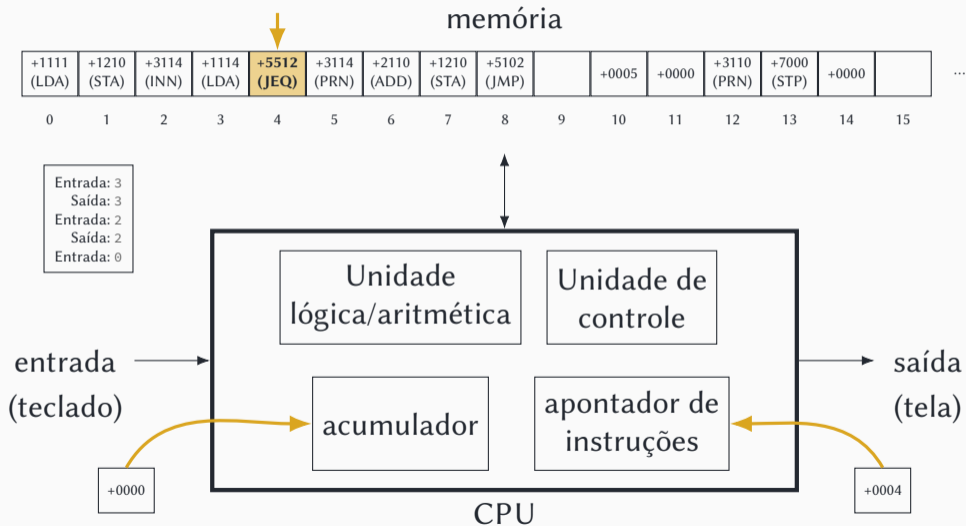 memória
+1111 +1210 +3114 +1114 +5512 +3114 +2110 +1210 +5102 +0005 +0000 +3110 +7000 +0000 ...
(LDA) (STA) (INN) (LDA) (JEQ) (PRN) (ADD) (STA) (JMP) (PRN) (STP)
0 1 2 3 4 5 6 7 8 9 10 11 12 13 14 15
Entrada: 3
Saída: 3
Entrada: 2
Saída: 2
Entrada: 0
Unidade
lógica/aritmética
Unidade de
controle
entrada
(teclado)
saída
(tela)
acumulador
apontador de
instruções
+0000
+0004
CPU